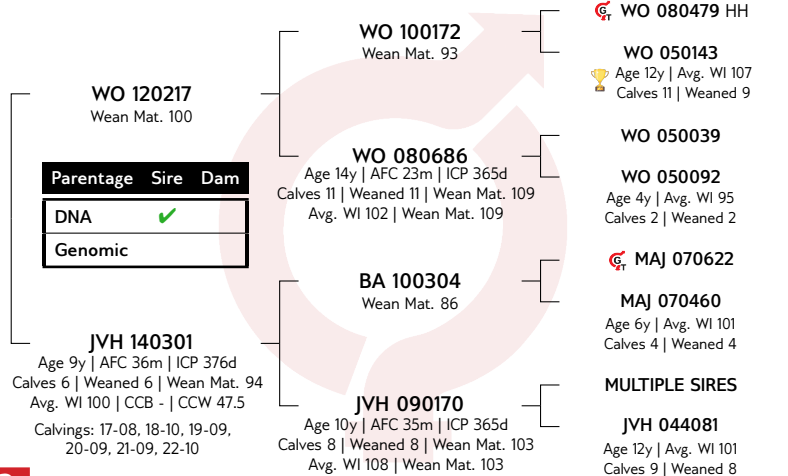 WO 120217
Wean Mat. 100
Parentage Sire Dam
DNA ✔
Genomic
JVH 140301
Age 9y | AFC 36m | ICP 376d
Calves 6 | Weaned 6 | Wean Mat. 94
Avg. WI 100 | CCB - | CCW 47.5
Calvings: 17-08, 18-10, 19-09,
20-09, 21-09, 22-10
WO 100172
Wean Mat. 93
WO 080686
Age 14y | AFC 23m | ICP 365d
Calves 11 | Weaned 11 | Wean Mat. 109
Avg. WI 102 | Wean Mat. 109
BA 100304
Wean Mat. 86
JVH 090170
Age 10y | AFC 35m | ICP 365d
Calves 8 | Weaned 8 | Wean Mat. 103
Avg. WI 108 | Wean Mat. 103
GT WO 080479 HH
WO 050143
Age 12y | Avg. WI 107
Calves 11 | Weaned 9
WO 050039
WO 050092
Age 4y | Avg. WI 95
Calves 2 | Weaned 2
GT MAJ 070622
MAJ 070460
Age 6y | Avg. WI 101
Calves 4 | Weaned 4
MULTIPLE SIRES
JVH 044081
Age 12y | Avg. WI 101
Calves 9 | Weaned 8